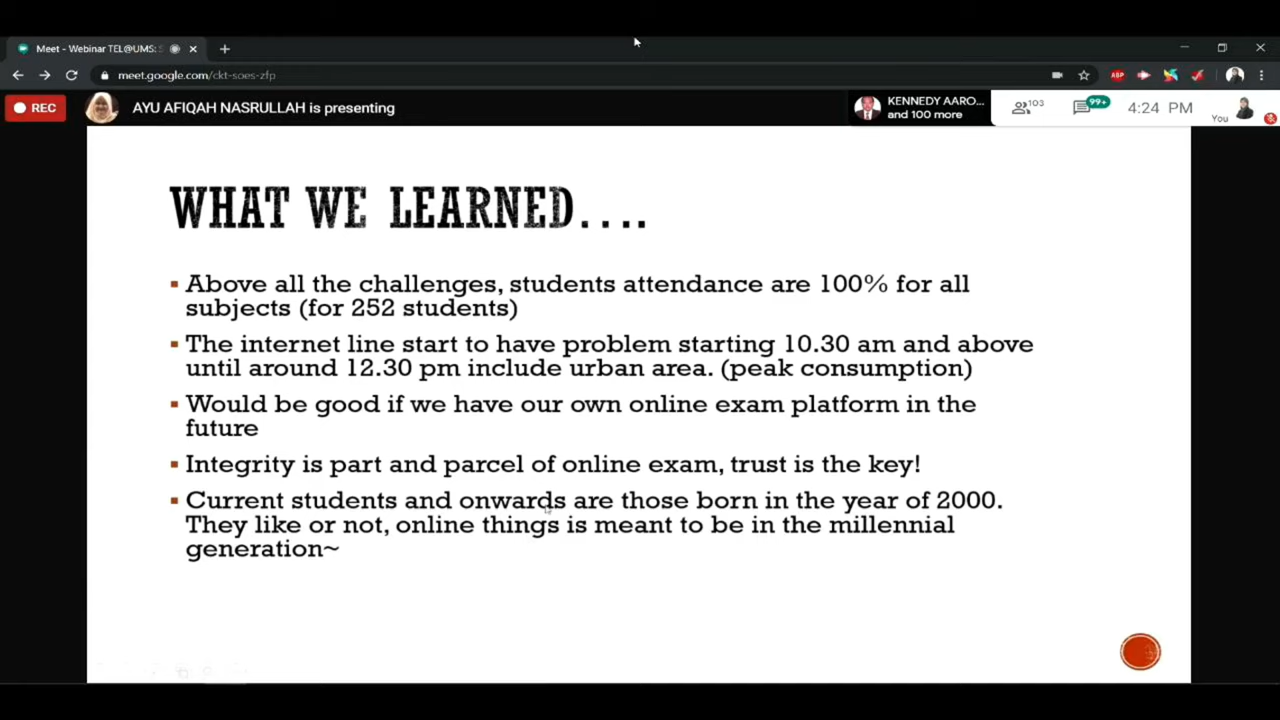 Meet - Webinar TEL@UMS: S
meet.google.com/ckt-soes-zfp
ABP
REC
AYU AFIQAH NASRULLAH is presenting
KENNEDY AARO...
and 100 more
103
99+
4:24 PM
You
WHAT WE LEARNED....
▪ Above all the challenges, students attendance are 100% for all
subjects (for 252 students)
▪ The internet line start to have problem starting 10.30 am and above
until around 12.30 pm include urban area. (peak consumption)
▪ Would be good if we have our own online exam platform in the
future
▪ Integrity is part and parcel of online exam, trust is the key!
▪ Current students and onwards are those born in the year of 2000.
They like or not, online things is meant to be in the millennial
generation~